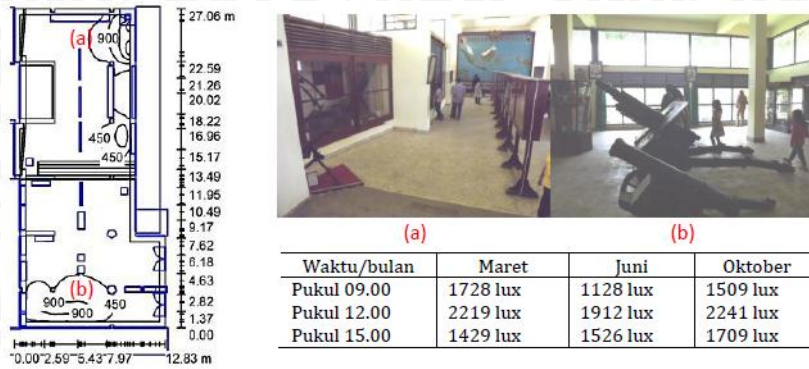 27.06 m
(a)
900
22.59
21.26
20.02
18.22
16.96
450
450
15.17
13.49
11.95
10.49
9.17
7.62
6.18
4.63
(b)
900
450
2.82
900
1.37
0.00
0.00 2.59 5.43 7.97 12.83 m
(a) (b)
Waktu/bulan Maret Juni Oktober
Pukul 09.00 1728 lux 1128 lux 1509 lux
Pukul 12.00 2219 lux 1912 lux 2241 lux
Pukul 15.00 1429 lux 1526 lux 1709 lux